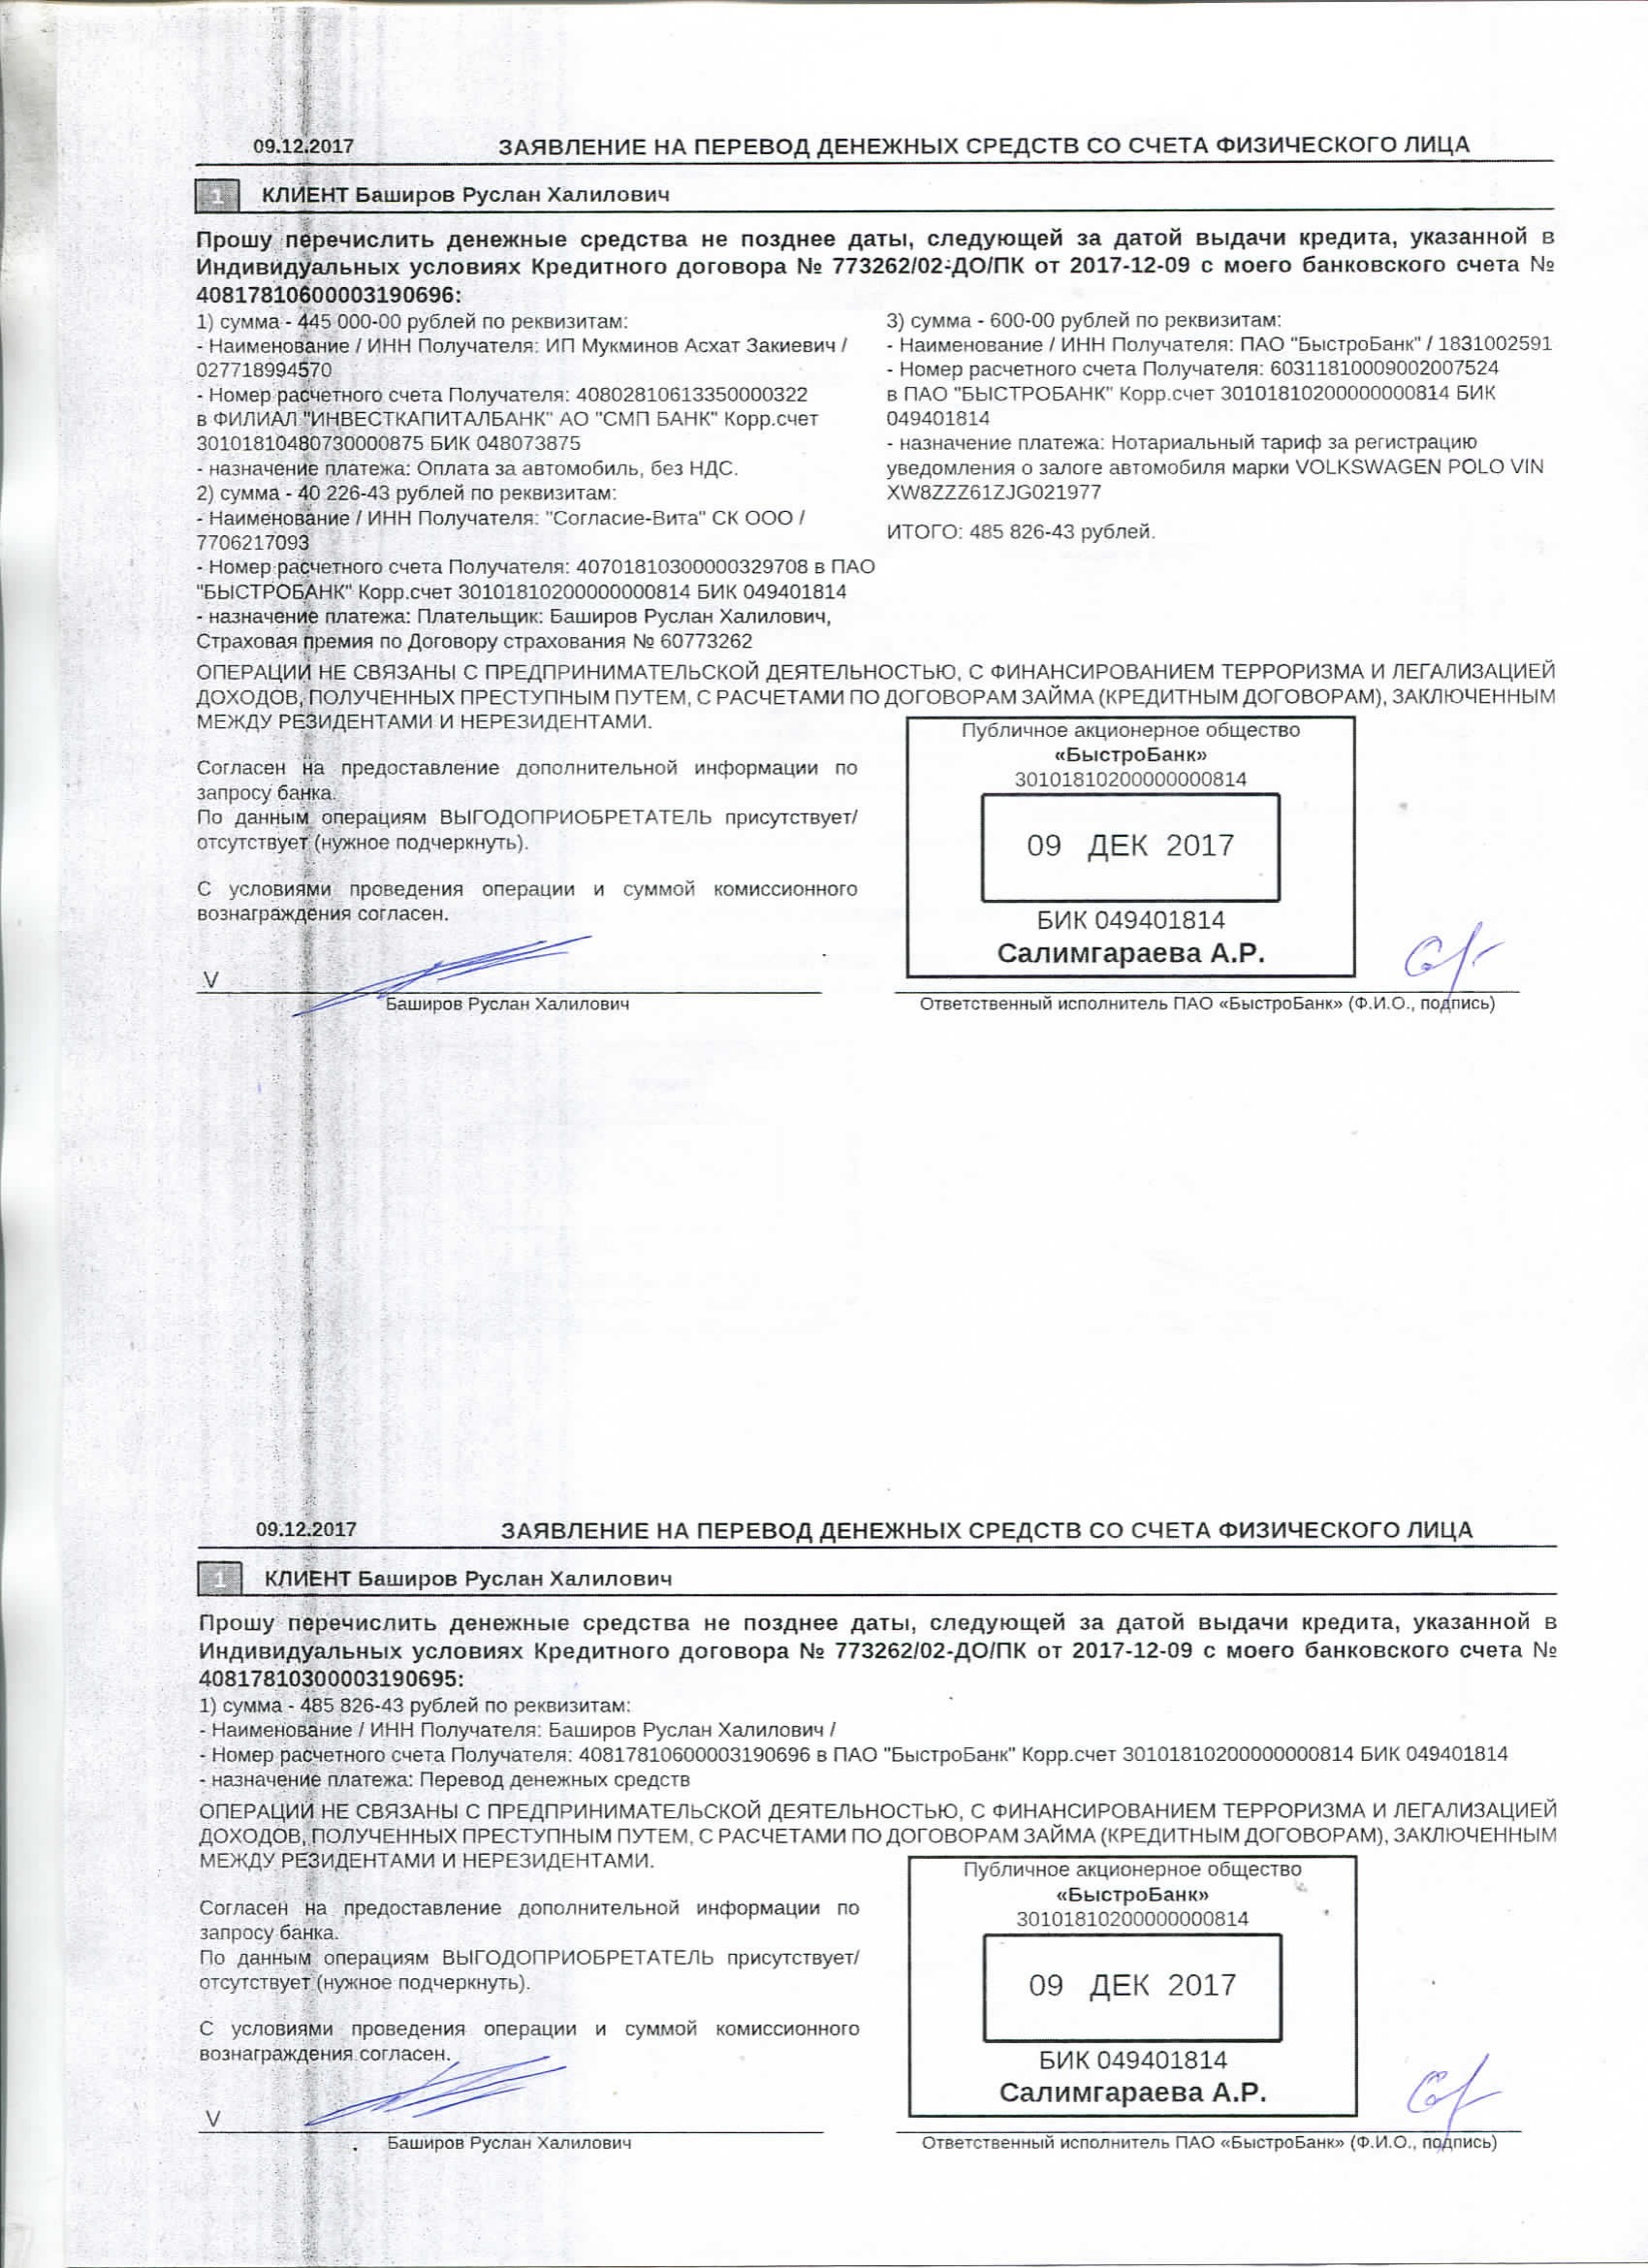 09.12.2017 ЗАЯВЛЕНИЕ НА ПЕРЕВОД ДЕНЕЖНЫХ СРЕДСТВ СО СЧЕТА ФИЗИЧЕСКОГО ЛИЦА
1 КЛИЕНТ Баширов Руслан Халилович
Прошу перечислить денежные средства не позднее даты, следующей за датой выдачи кредита, указанной в
Индивидуальных условиях Кредитного договора № 773262/02-ДО/ПК от 2017-12-09 с моего банковского счета №
40817810600003190696:
1) сумма - 445 000-00 рублей по реквизитам:
- Наименование / ИНН Получателя: ИП Мукминов Асхат Закиевич /
027718994570
- Номер расчетного счета Получателя: 40802810613350000322
в ФИЛИАЛ "ИНВЕСТКАПИТАЛБАНК" АО "СМП БАНК" Корр.счет
30101810480730000875 БИК 048073875
- назначение платежа: Оплата за автомобиль, без НДС.
2) сумма - 40 226-43 рублей по реквизитам:
- Наименование / ИНН Получателя: "Согласие-Вита" СК ООО /
7706217093
- Номер расчетного счета Получателя: 40701810300000329708 в ПАО
"БЫСТРОБАНК" Корр.счет 30101810200000000814 БИК 049401814
- назначение платежа: Плательщик: Баширов Руслан Халилович,
Страховая премия по Договору страхования № 60773262
3) сумма - 600-00 рублей по реквизитам:
- Наименование / ИНН Получателя: ПАО "БыстроБанк" / 1831002591
- Номер расчетного счета Получателя: 60311810009002007524
в ПАО "БЫСТРОБАНК" Корр.счет 30101810200000000814 БИК
049401814
- назначение платежа: Нотариальный тариф за регистрацию
уведомления о залоге автомобиля марки VOLKSWAGEN POLO VIN
XW8ZZZ61ZJG021977
ИТОГО: 485 826-43 рублей.
ОПЕРАЦИИ НЕ СВЯЗАНЫ С ПРЕДПРИНИМАТЕЛЬСКОЙ ДЕЯТЕЛЬНОСТЬЮ, С ФИНАНСИРОВАНИЕМ ТЕРРОРИЗМА И ЛЕГАЛИЗАЦИЕЙ
ДОХОДОВ, ПОЛУЧЕННЫХ ПРЕСТУПНЫМ ПУТЕМ, С РАСЧЕТАМИ ПО ДОГОВОРАМ ЗАЙМА (КРЕДИТНЫМ ДОГОВОРАМ), ЗАКЛЮЧЕННЫМ
МЕЖДУ РЕЗИДЕНТАМИ И НЕРЕЗИДЕНТАМИ.
Согласен на предоставление дополнительной информации по
запросу банка.
По данным операциям ВЫГОДОПРИОБРЕТАТЕЛЬ присутствует/
отсутствует (нужное подчеркнуть).
С условиями проведения операции и суммой комиссионного
вознаграждения согласен.
V
Баширов Руслан Халилович
Публичное акционерное общество
«БыстроБанк»
30101810200000000814
09 ДЕК 2017
БИК 049401814
Салимгараева А.Р.
Ответственный исполнитель ПАО «БыстроБанк» (Ф.И.О., подпись)
09.12.2017 ЗАЯВЛЕНИЕ НА ПЕРЕВОД ДЕНЕЖНЫХ СРЕДСТВ СО СЧЕТА ФИЗИЧЕСКОГО ЛИЦА
1 КЛИЕНТ Баширов Руслан Халилович
Прошу перечислить денежные средства не позднее даты, следующей за датой выдачи кредита, указанной в
Индивидуальных условиях Кредитного договора № 773262/02-ДО/ПК от 2017-12-09 с моего банковского счета №
40817810300003190695:
1) сумма - 485 826-43 рублей по реквизитам:
- Наименование / ИНН Получателя: Баширов Руслан Халилович /
- Номер расчетного счета Получателя: 40817810600003190696 в ПАО "БыстроБанк" Корр.счет 30101810200000000814 БИК 049401814
- назначение платежа: Перевод денежных средств
ОПЕРАЦИИ НЕ СВЯЗАНЫ С ПРЕДПРИНИМАТЕЛЬСКОЙ ДЕЯТЕЛЬНОСТЬЮ, С ФИНАНСИРОВАНИЕМ ТЕРРОРИЗМА И ЛЕГАЛИЗАЦИЕЙ
ДОХОДОВ, ПОЛУЧЕННЫХ ПРЕСТУПНЫМ ПУТЕМ, С РАСЧЕТАМИ ПО ДОГОВОРАМ ЗАЙМА (КРЕДИТНЫМ ДОГОВОРАМ), ЗАКЛЮЧЕННЫМ
МЕЖДУ РЕЗИДЕНТАМИ И НЕРЕЗИДЕНТАМИ.
Согласен на предоставление дополнительной информации по
запросу банка.
По данным операциям ВЫГОДОПРИОБРЕТАТЕЛЬ присутствует/
отсутствует (нужное подчеркнуть).
С условиями проведения операции и суммой комиссионного
вознаграждения согласен.
V
Баширов Руслан Халилович
Публичное акционерное общество
«БыстроБанк»
30101810200000000814
09 ДЕК 2017
БИК 049401814
Салимгараева А.Р.
Ответственный исполнитель ПАО «БыстроБанк» (Ф.И.О., подпись)